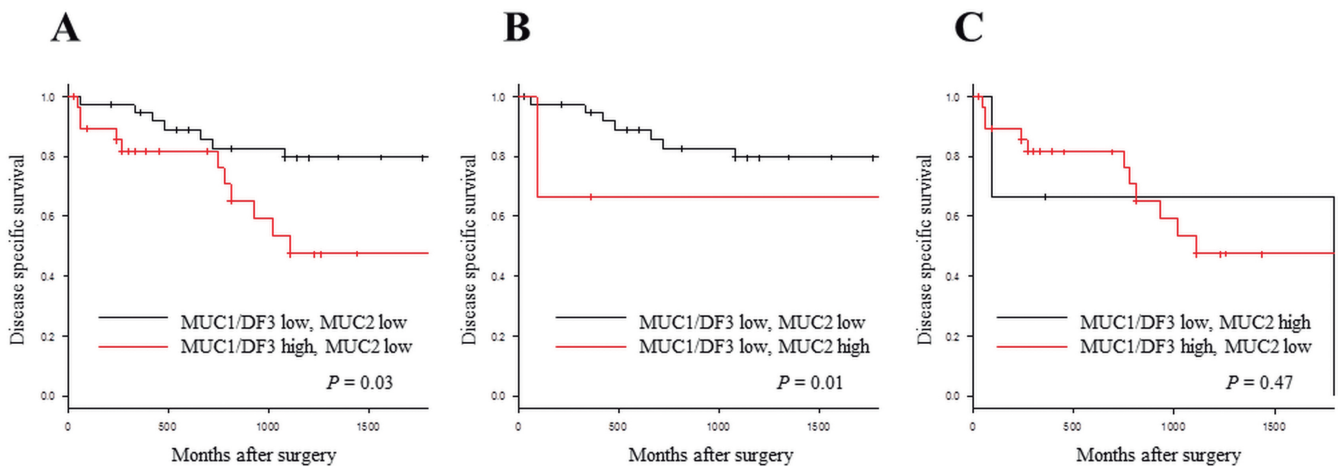 A
Disease specific survival
1.0
0.8
0.6
0.4
0.2
0.0
MUC1/DF3 low, MUC2 low
MUC1/DF3 high, MUC2 low
P = 0.03
0 500 1000 1500
Months after surgery
B
Disease specific survival
1.0
0.8
0.6
0.4
0.2
0.0
MUC1/DF3 low, MUC2 low
MUC1/DF3 low, MUC2 high
P = 0.01
0 500 1000 1500
Months after surgery
C
Disease specific survival
1.0
0.8
0.6
0.4
0.2
0.0
MUC1/DF3 low, MUC2 high
MUC1/DF3 high, MUC2 low
P = 0.47
0 500 1000 1500
Months after surgery